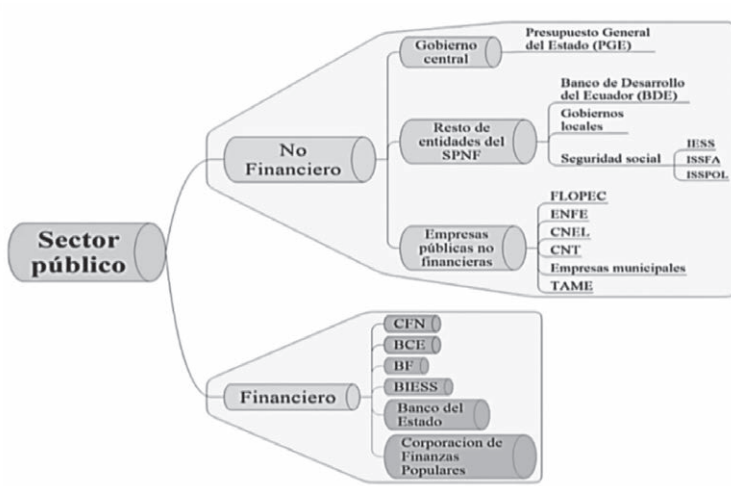 Sector
público
No
Financiero
Gobierno
central
Presupuesto General
del Estado (PGE)
Resto de
entidades del
SPNF
Banco de Desarrollo
del Ecuador (BDE)
Gobiernos
locales
Seguridad social
IESS
ISSFA
ISSPOL
Empresas
públicas no
financieras
FLOPEC
ENFE
CNEL
CNT
Empresas municipales
TAME
Financiero
CFN
BCE
BF
BIESS
Banco del
Estado
Corporacion de
Finanzas
Populares